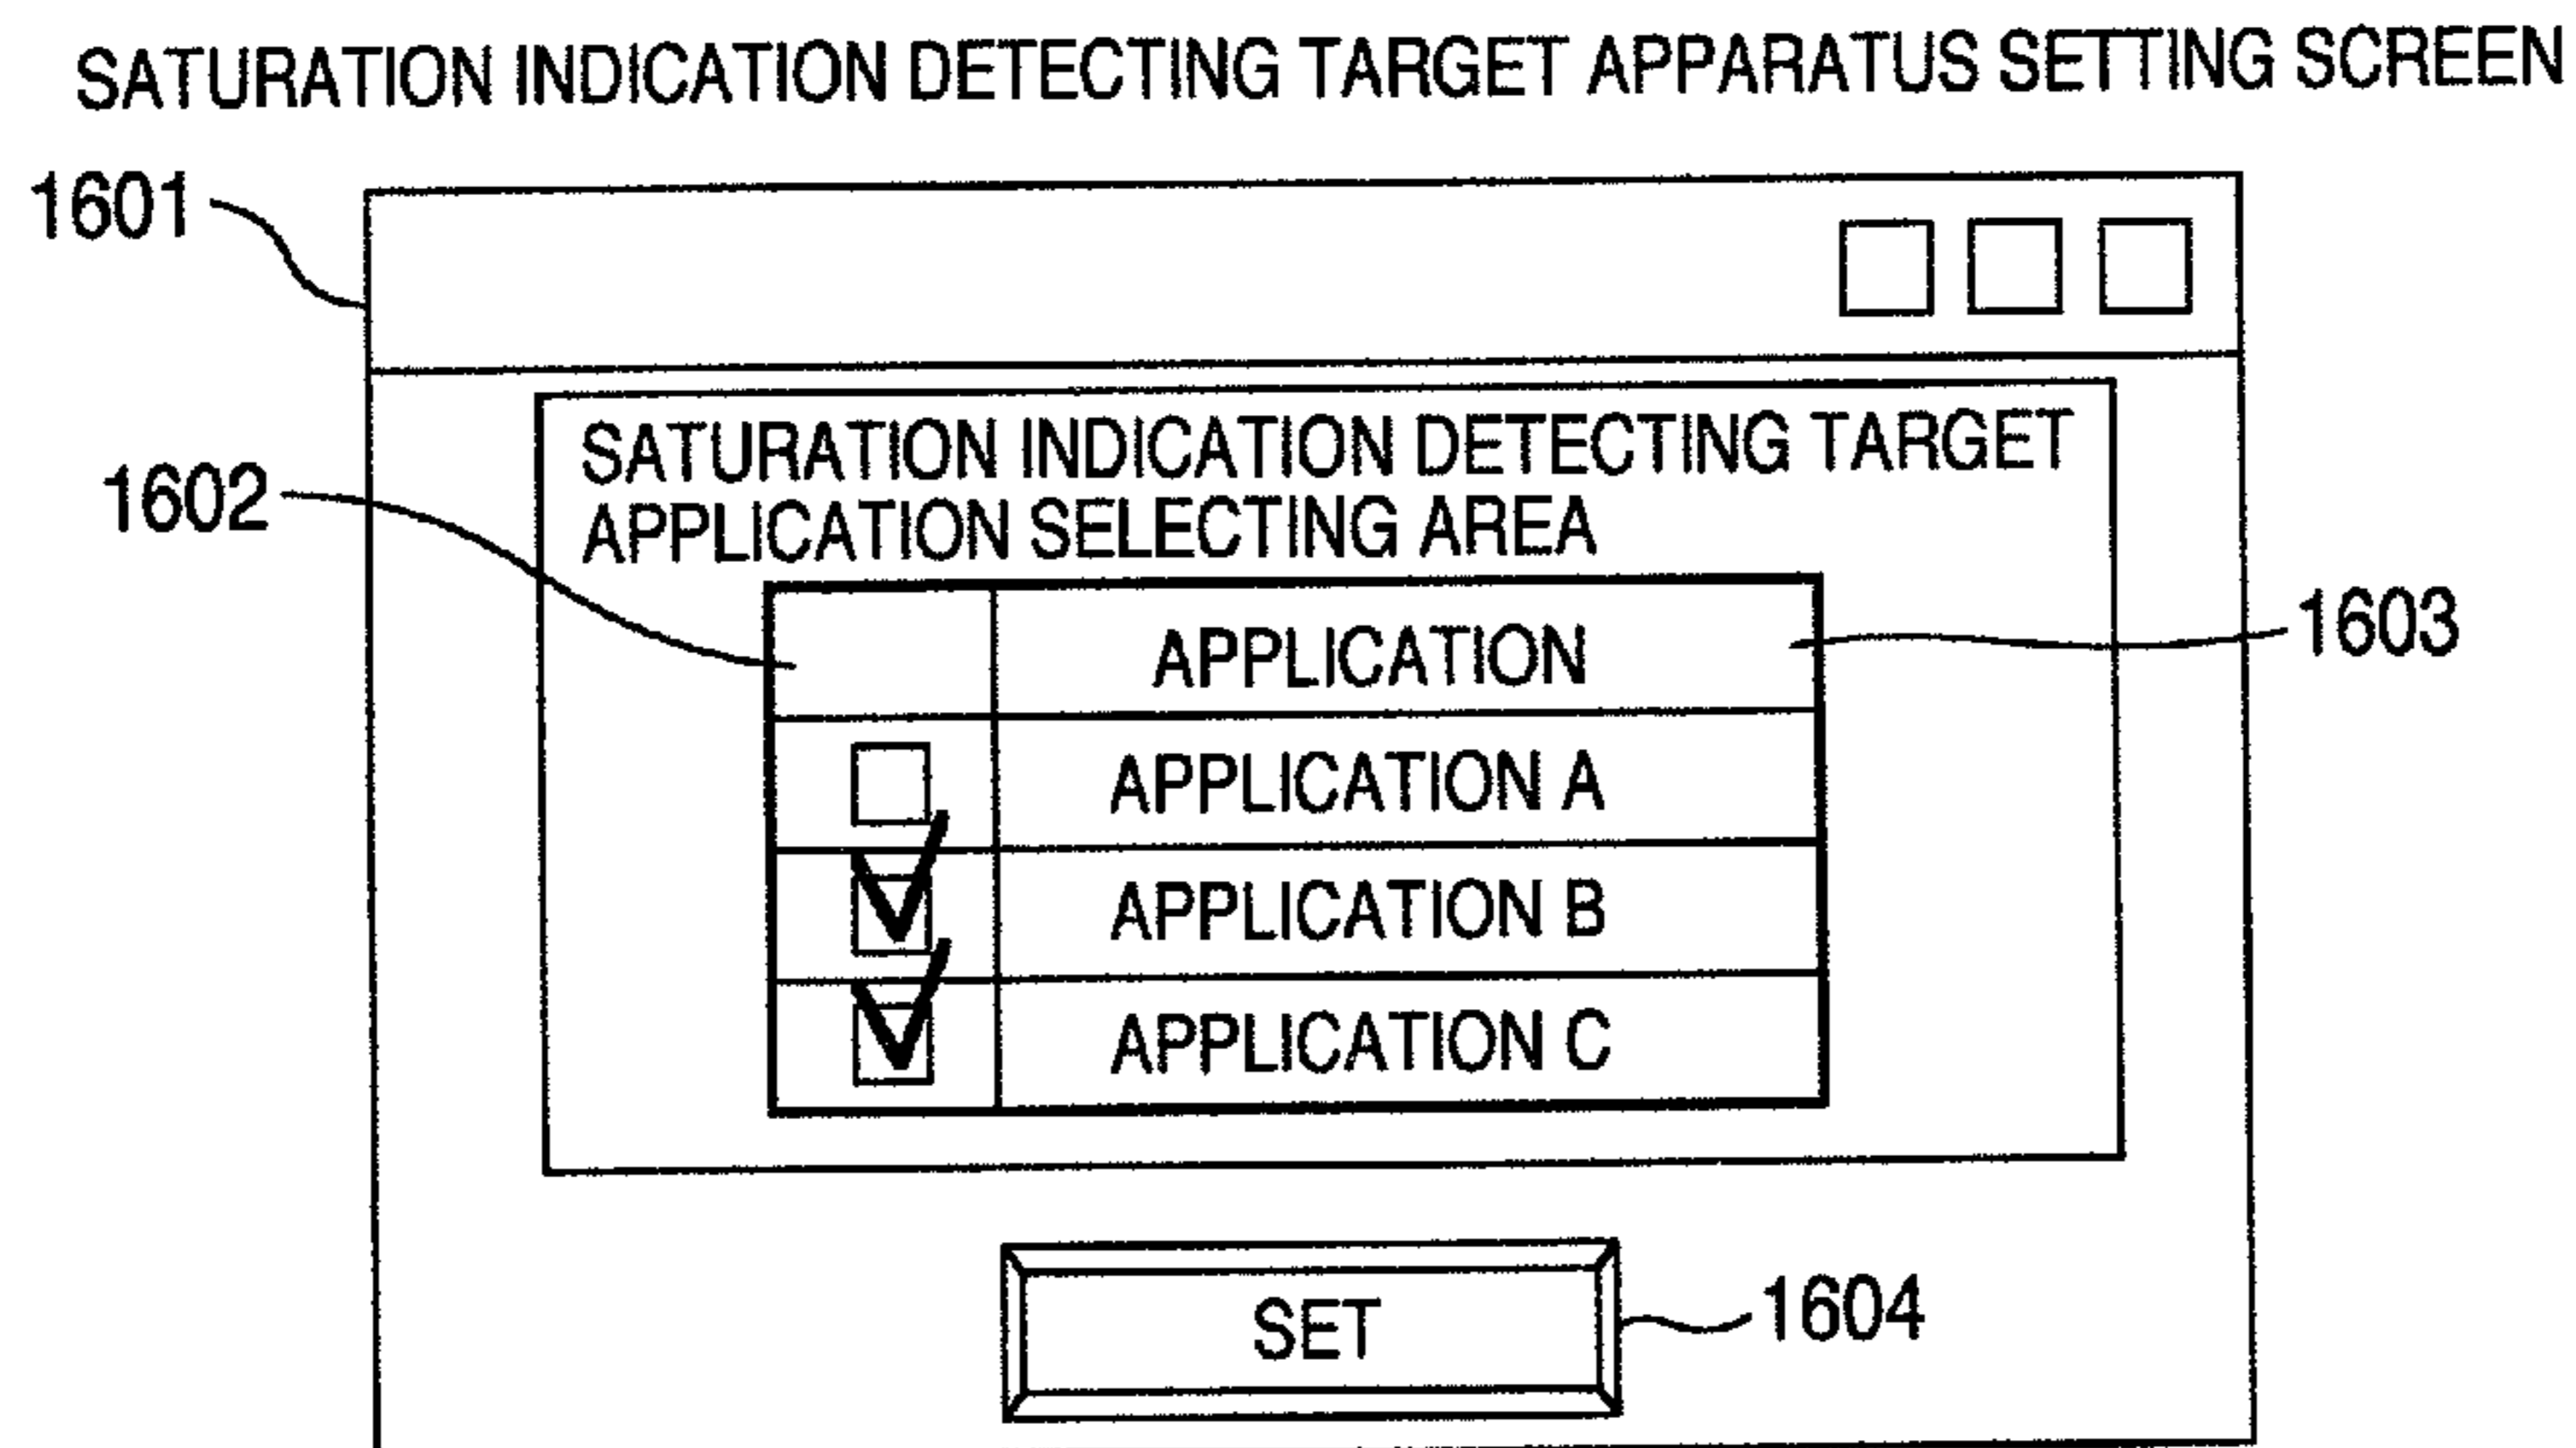 SATURATION INDICATION DETECTING TARGET APPARATUS SETTING SCREEN
1601
SATURATION INDICATION DETECTING TARGET
APPLICATION SELECTING AREA
1602
1603
APPLICATION
APPLICATION A
APPLICATION B
APPLICATION C
SET
1604